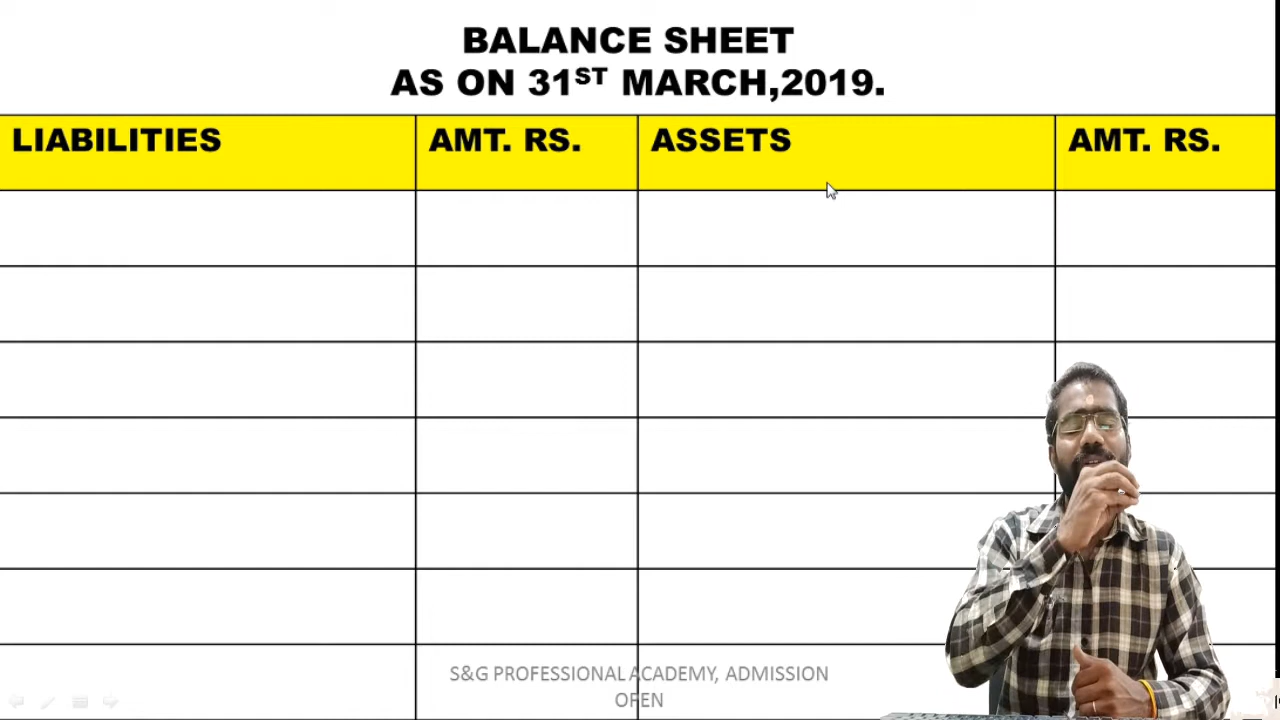 BALANCE SHEET
AS ON 31ST MARCH,2019.
LIABILITIES
AMT. RS.
ASSETS
AMT. RS.
S&G PROFESSIONAL ACADEMY, ADMISSION
OPEN